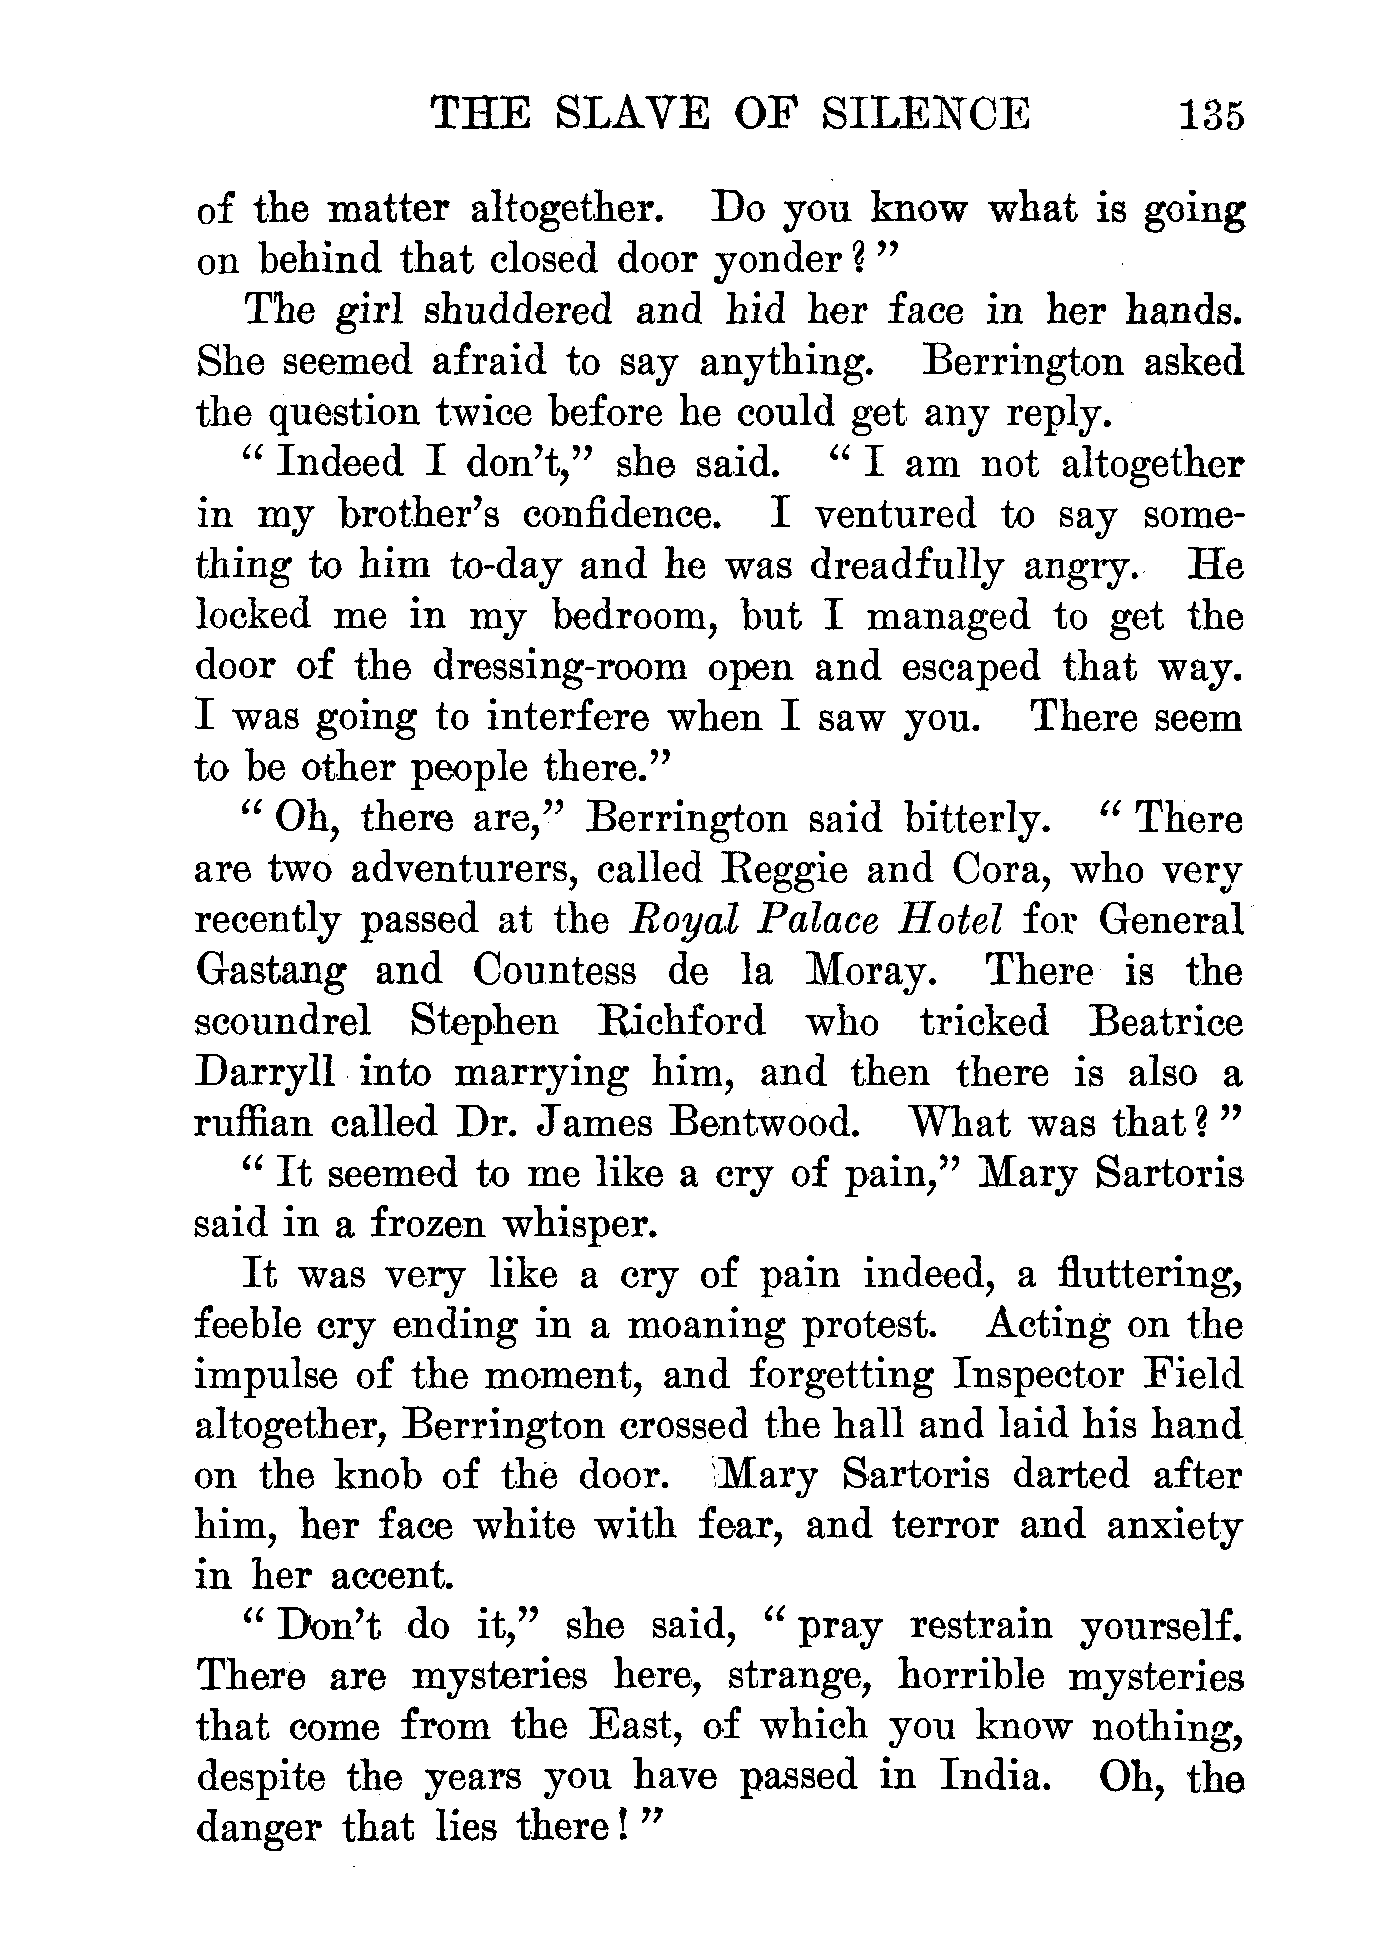 THE SLAVE OF SILENCE 135
of the matter altogether. Do you know what is going
on behind that closed door yonder?”
The girl shuddered and hid her face in her hands.
She seemed afraid to say anything. Berrington asked
the question twice before he could get any reply.
“Indeed I don’t,” she said. “I am not altogether
in my brother’s confidence. I ventured to say some-
thing to him to-day and he was dreadfully angry. He
locked me in my bedroom, but I managed to get the
door of the dressing-room open and escaped that way.
I was going to interfere when I saw you. There seem
to be other people there.”
“Oh, there are,” Berrington said bitterly. “There
are two adventurers, called Reggie and Cora, who very
recently passed at the Royal Palace Hotel for General
Gastang and Countess de la Moray. There is the
scoundrel Stephen Richford who tricked Beatrice
Darryll into marrying him, and then there is also a
ruffian called Dr. James Bentwood. What was that?”
“It seemed to me like a cry of pain,” Mary Sartoris
said in a frozen whisper.
It was very like a cry of pain indeed, a fluttering,
feeble cry ending in a moaning protest. Acting on the
impulse of the moment, and forgetting Inspector Field
altogether, Berrington crossed the hall and laid his hand
on the knob of the door. Mary Sartoris darted after
him, her face white with fear, and terror and anxiety
in her accent.
“Don’t do it,” she said, “pray restrain yourself.
There are mysteries here, strange, horrible mysteries
that come from the East, of which you know nothing,
despite the years you have passed in India. Oh, the
danger that lies there!”